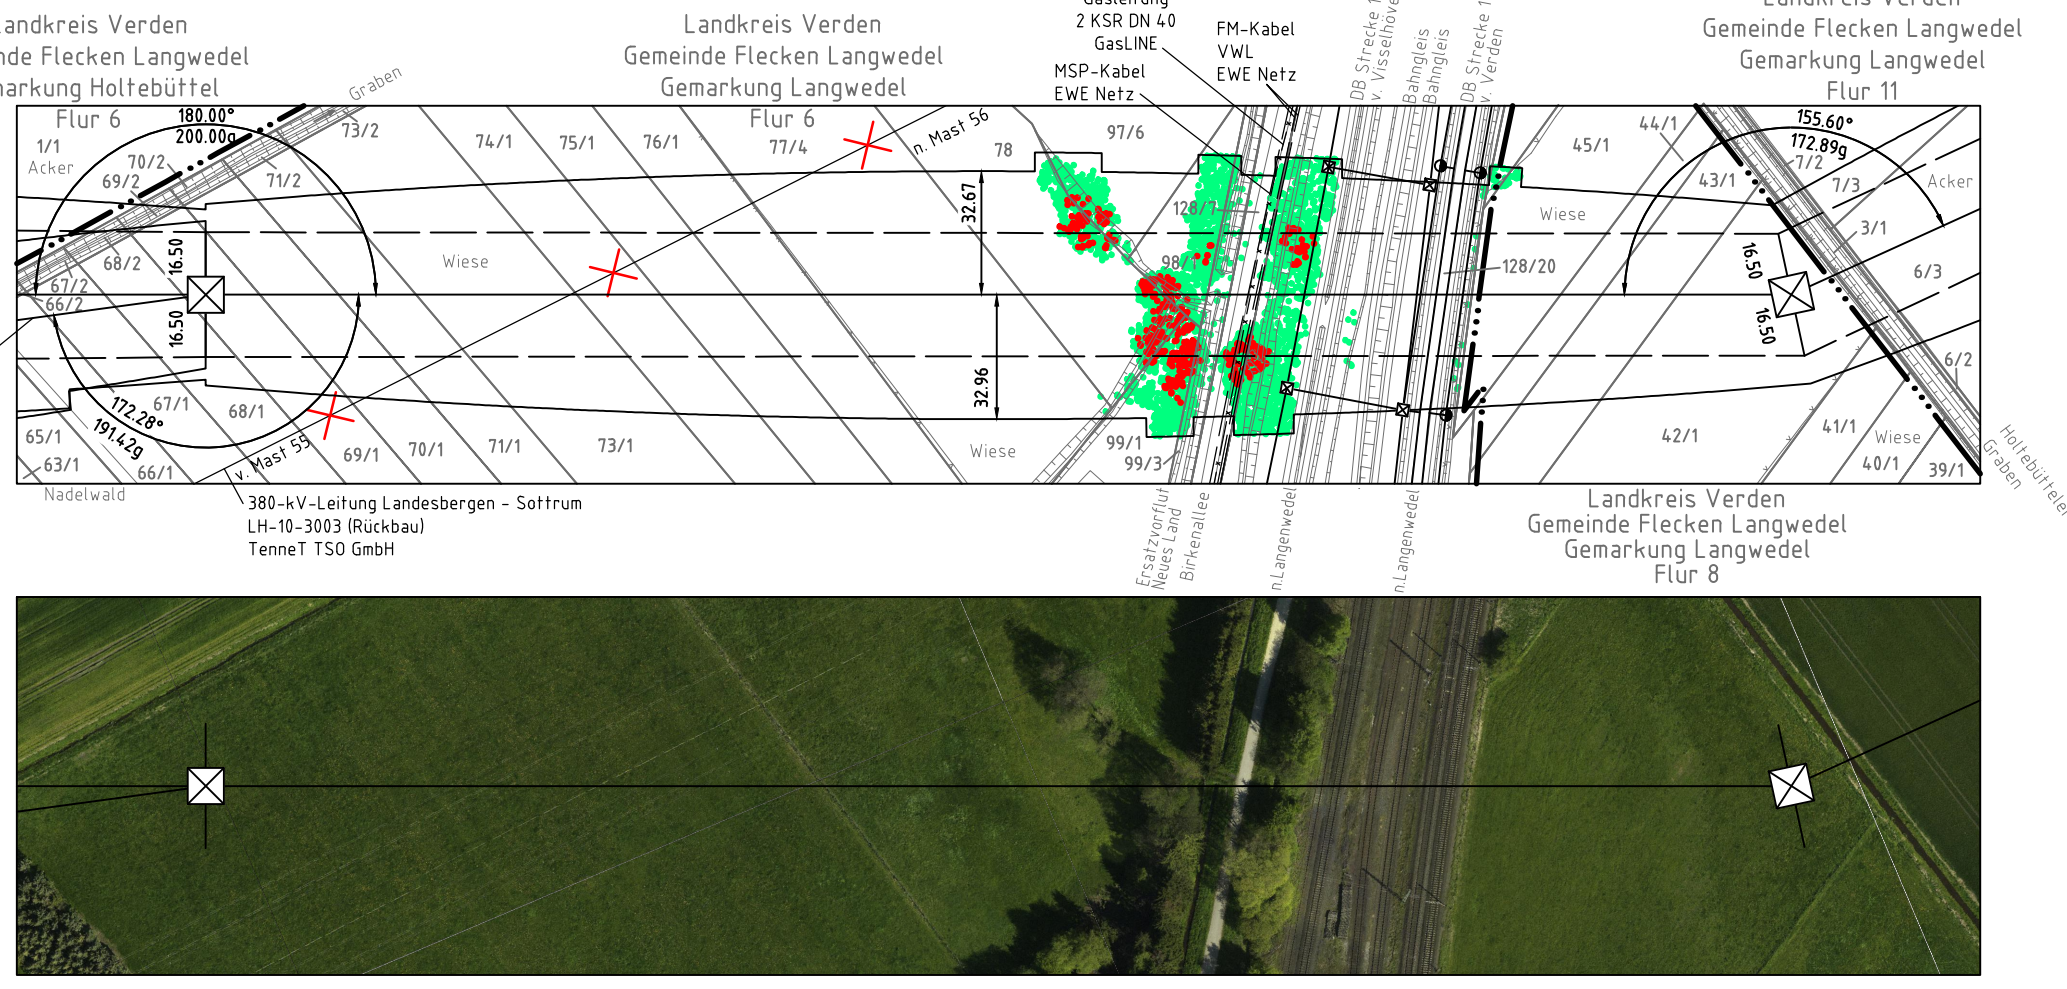 Landkreis Verden
Gemeinde Flecken Langwedel
Gemarkung Langwedel
Flur 6
Gemarkung Langwedel
Flur 11
Landkreis Verden
Gemeinde Flecken Langwedel
Flur 6
2 KSR DN 40
GasLINE
MSP-Kabel
EWE Netz
FM-Kabel
VWL
EWE Netz
DB Strecke
Bahngleis
Bahngleis
DB Strecke
v. Verden
Gemeinde Flecken Langwedel
Graben
180.00°
200.00g
1/1
Acker
70/2
69/2
71/2
73/2
74/1
75/1
76/1
77/4
n. Mast 56
78
97/6
45/1
44/1
155.60°
172.89g
7/2
43/1
7/3
Acker
3/1
6/3
Wiese
128/7
98/1
128/20
Wiese
32.67
16.50
16.50
68/2
67/2
66/2
16.50
16.50
32.96
6/2
172.28°
191.42g
67/1
68/1
65/1
63/1
66/1
v. Mast 55
69/1
70/1
71/1
73/1
Wiese
99/1
99/3
42/1
41/1
Wiese
40/1
39/1
Graben
Nadelwald
380-kV-Leitung Landesbergen - Sottrum
LH-10-3003 (Rückbau)
TenneT TSO GmbH
Ersatzvorflut
Neues Land
Birkenallee
n.Langenwedel
n.Langenwedel
Landkreis Verden
Gemeinde Flecken Langwedel
Gemarkung Langwedel
Flur 8